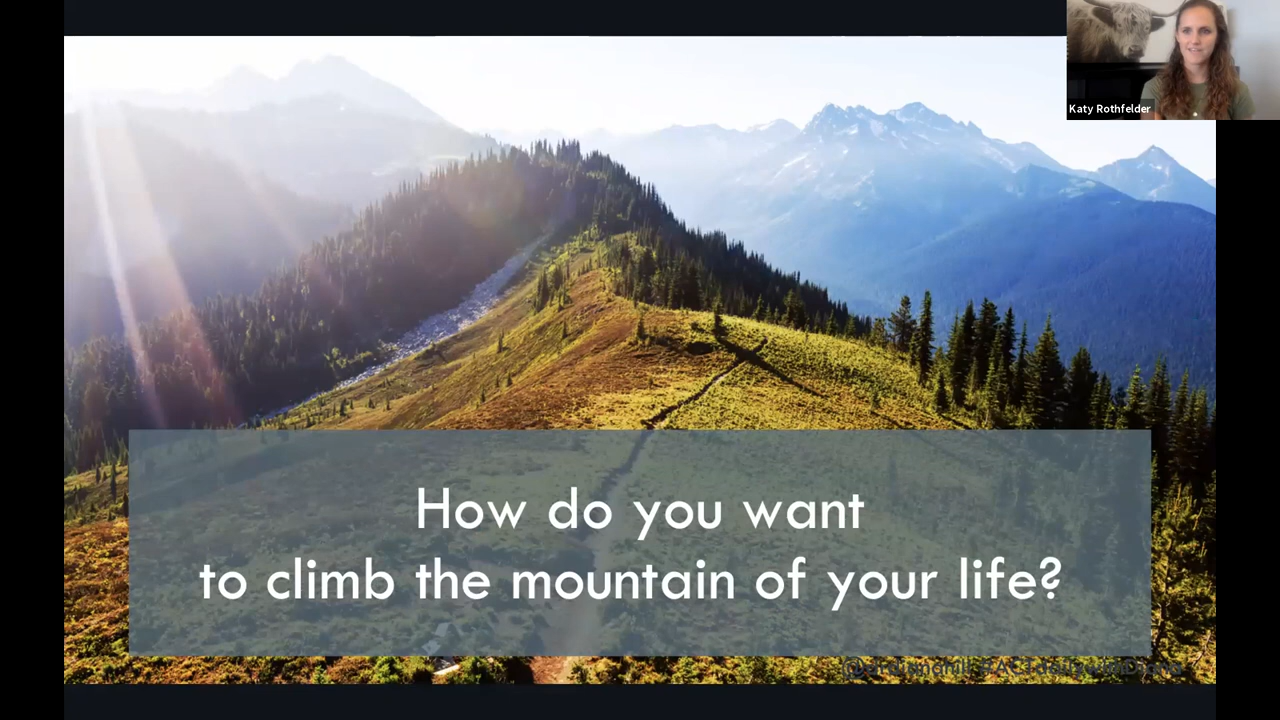 Katy Rothfelder
How do you want
to climb the mountain of your life?